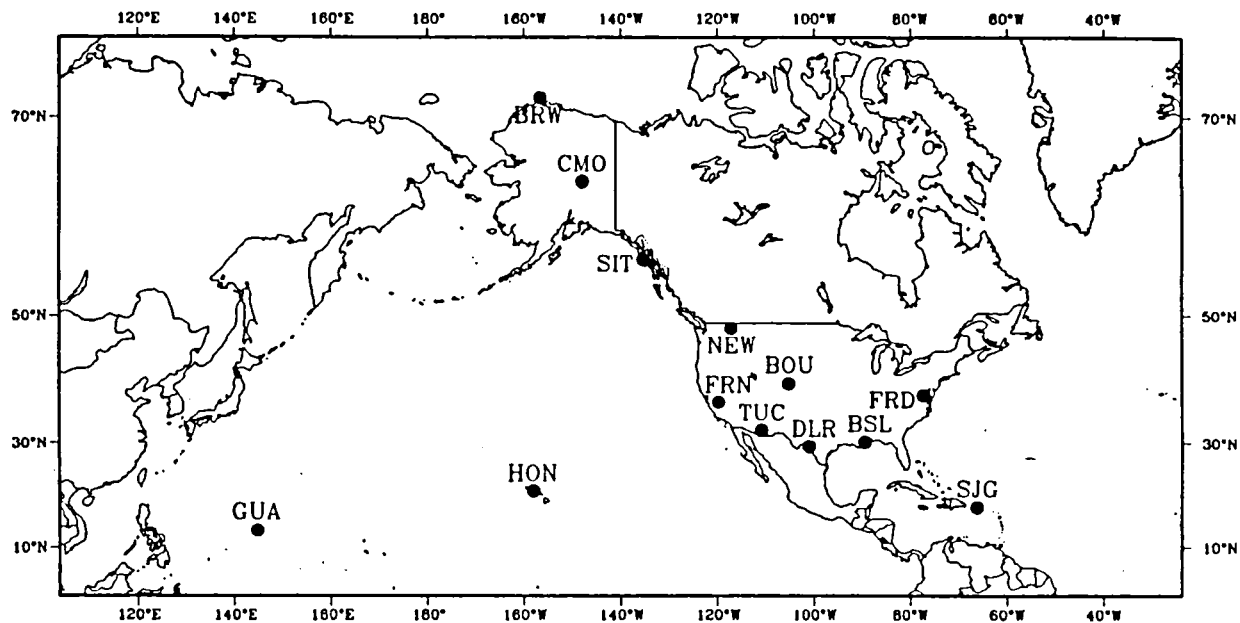 120°E 140°E 160°E 180° 160°W 140°W 120°W 100°W 80°W 60°W 40°W
70°N 70°N
BRW
CMO
SIT
50°N 50°N
NEW
BOU
FRN
FRD
TUC
DLR BSL
30°N 30°N
HON
SJG
GUA
10°N 10°N
120°E 140°E 160°E 180° 160°W 140°W 120°W 100°W 80°W 60°W 40°W